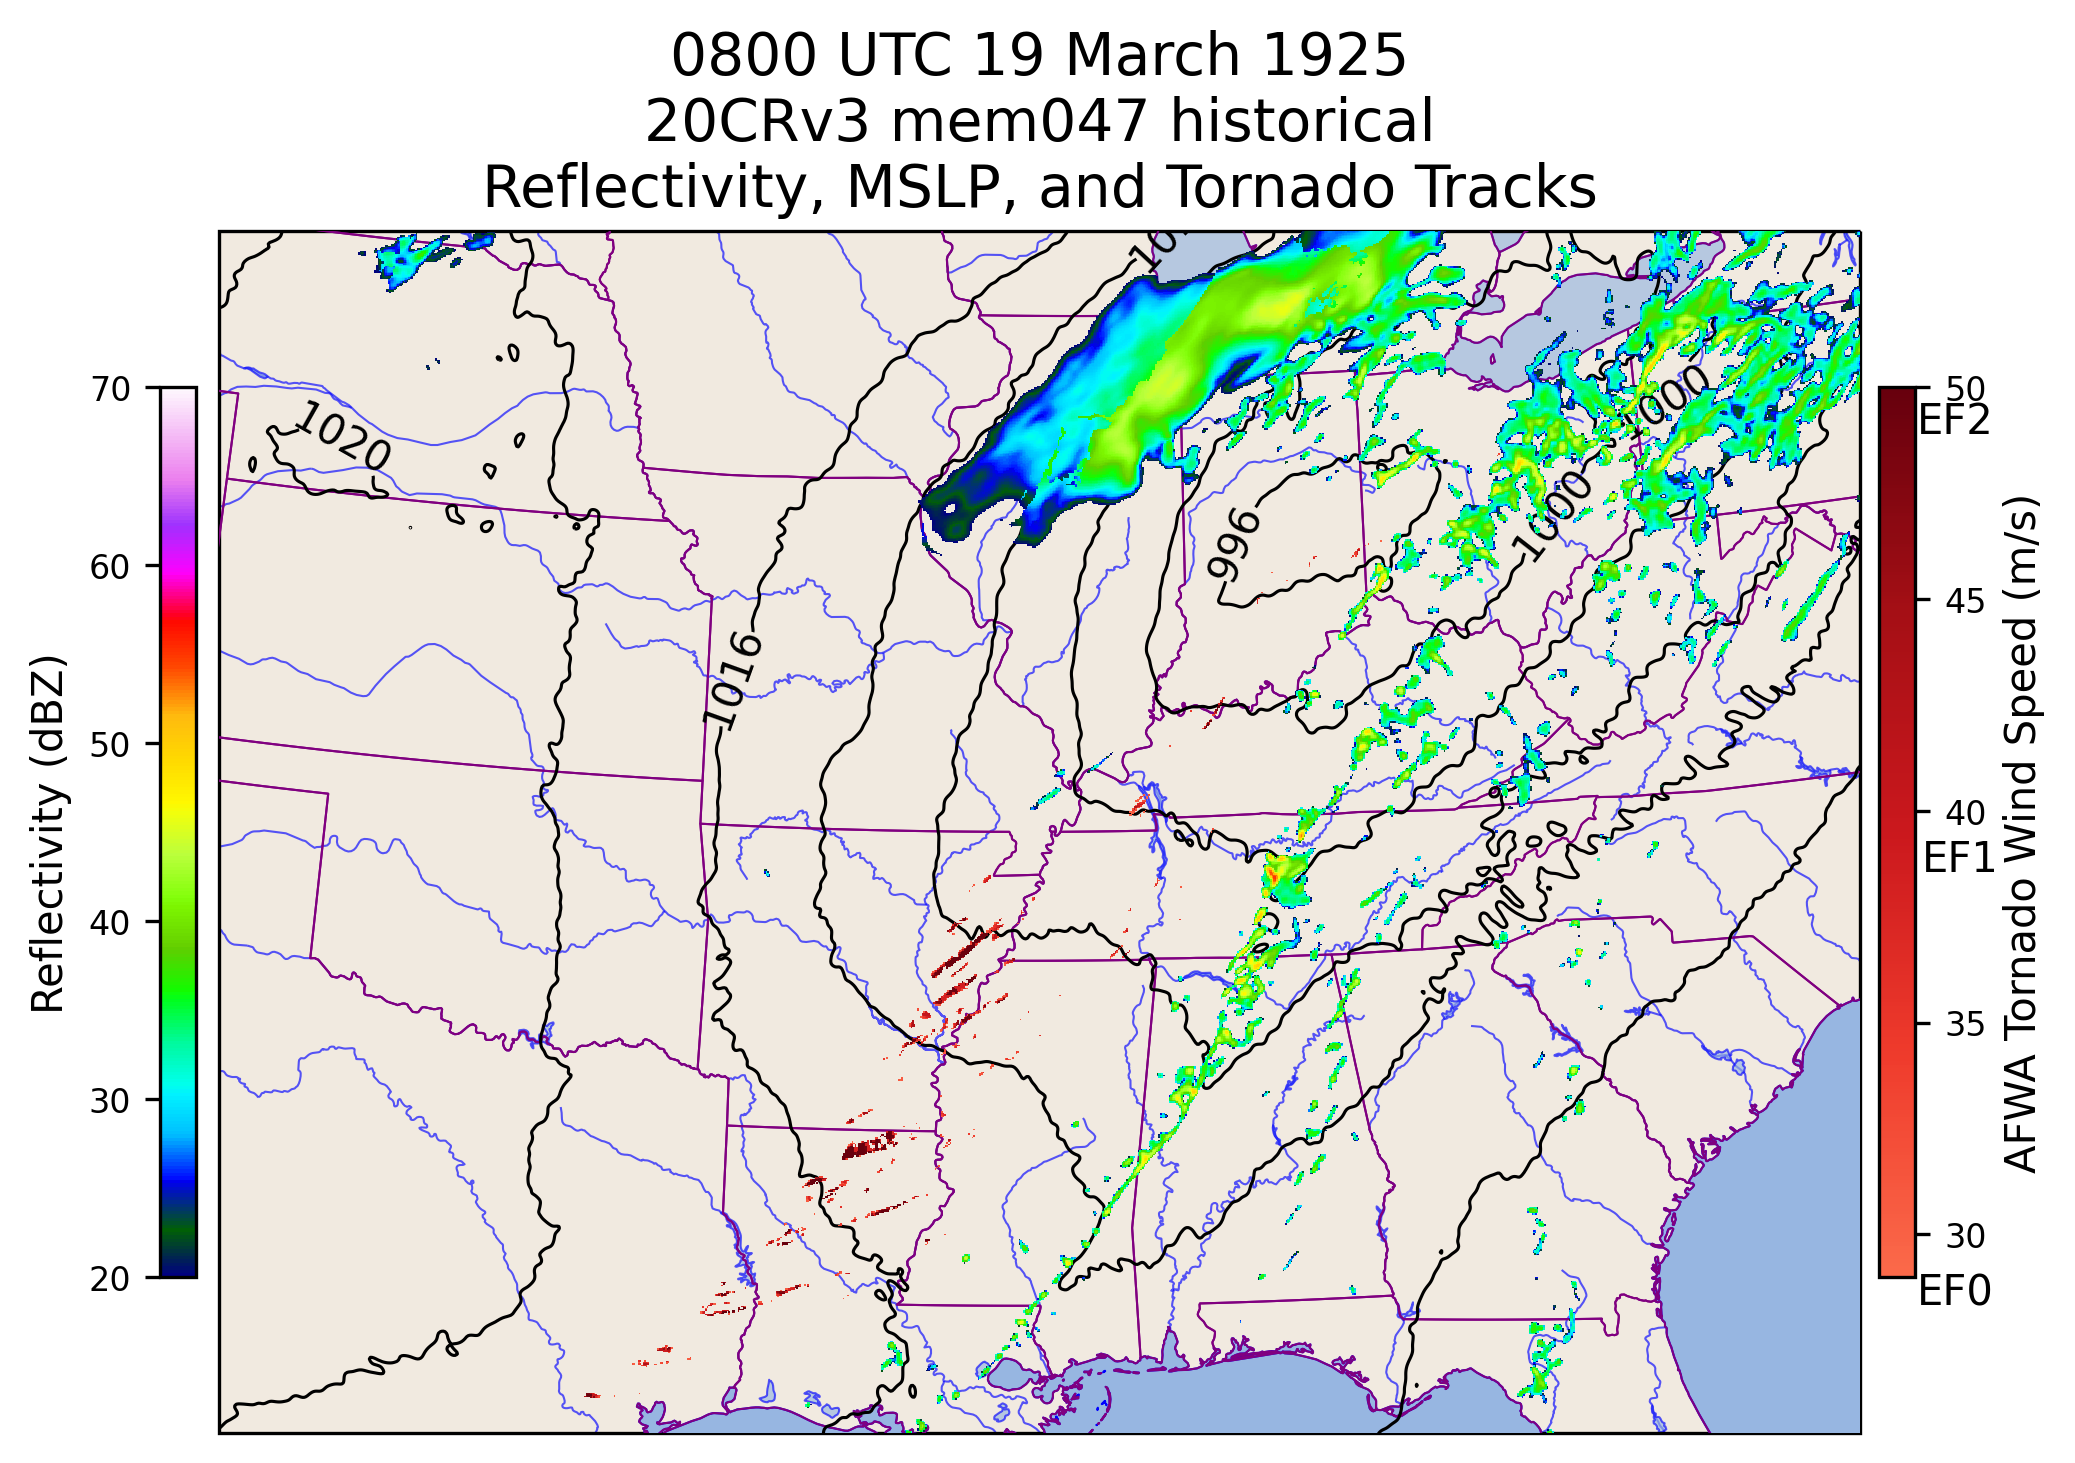 0800 UTC 19 March 1925
20CRv3 mem047 historical
Reflectivity, MSLP, and Tornado Tracks
Reflectivity (dBZ)
70
60
50
40
30
20
1020
1016
996
1000
1000
50
EF2
45
40
EF1
35
30
EF0
AFWA Tornado Wind Speed (m/s)